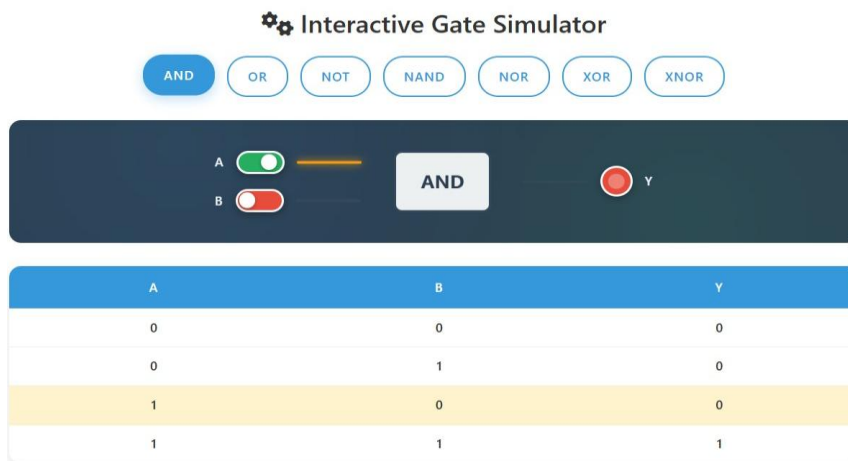 Interactive Gate Simulator
AND OR NOT NAND NOR XOR XNOR
A
AND
Y
B
A B Y
0 0 0
0 1 0
1 0 0
1 1 1